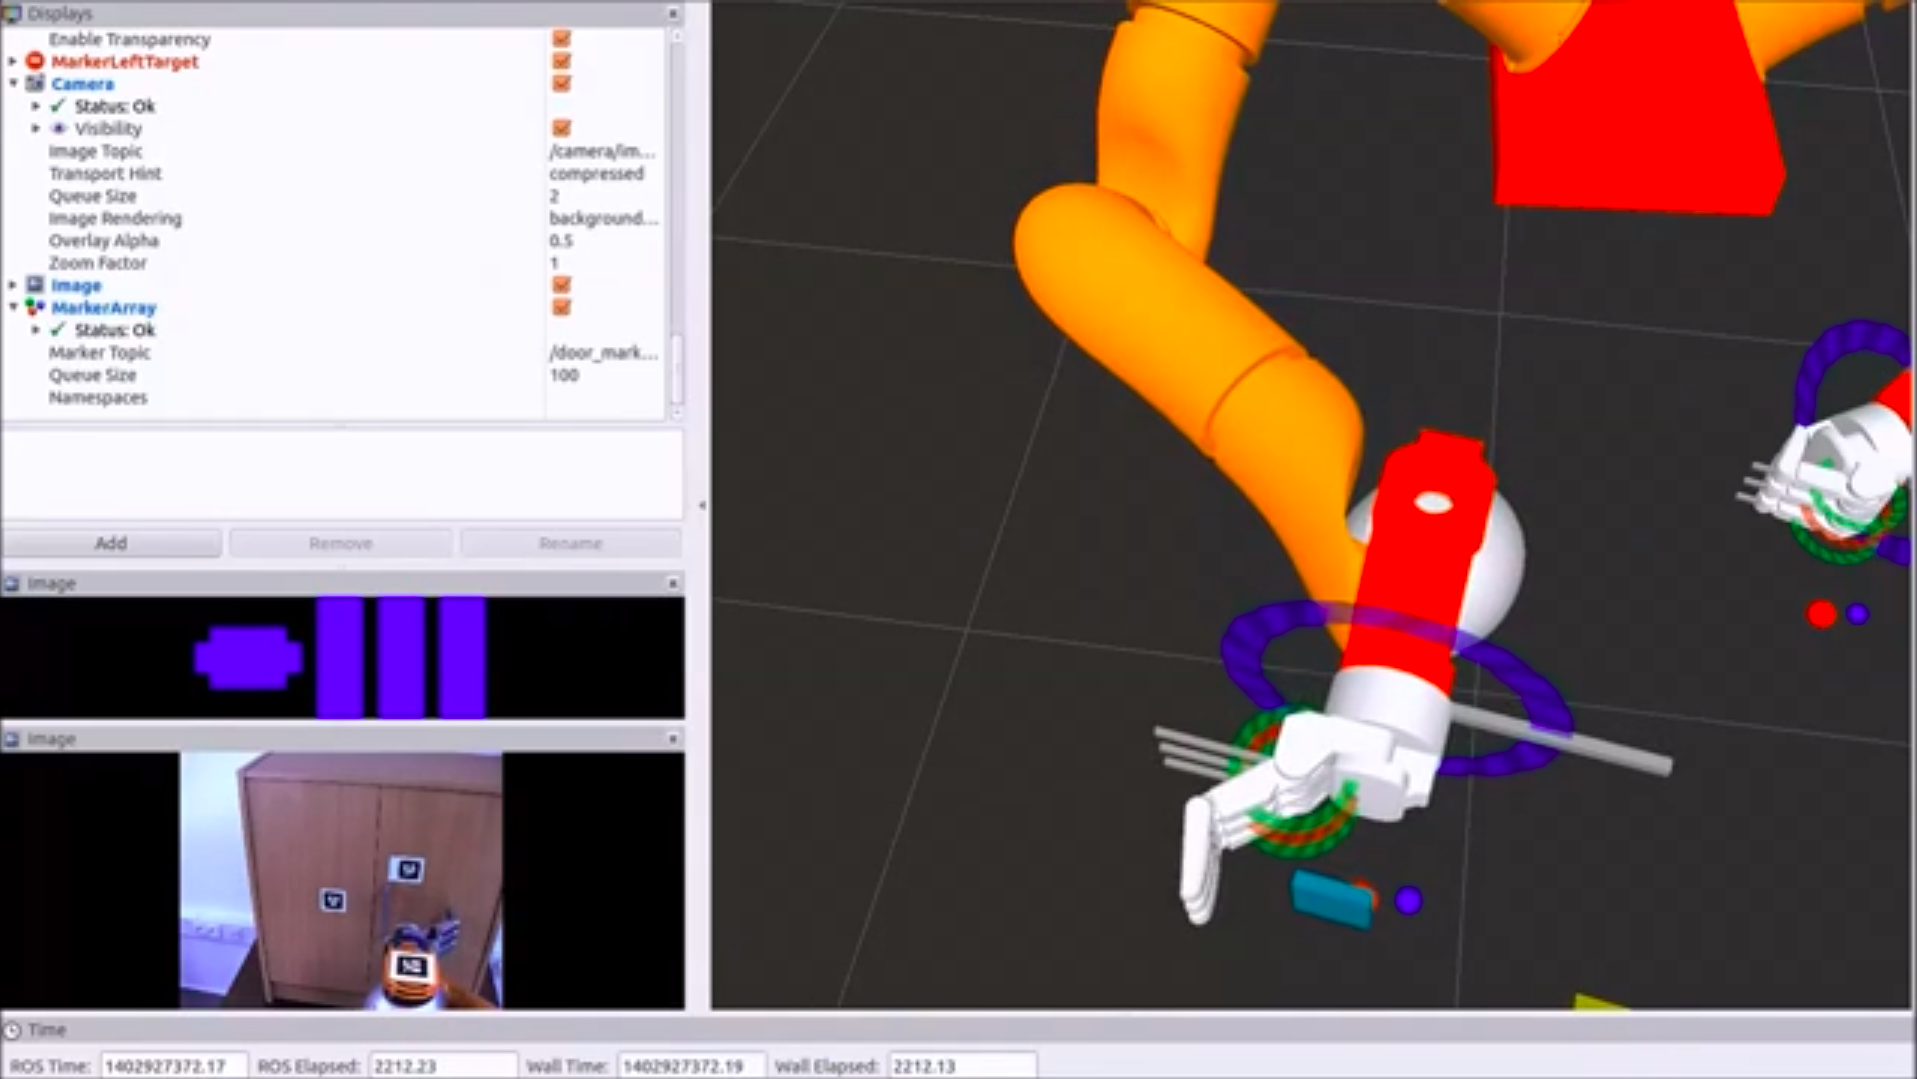 Displays
Enable Transparency
MarkerLeftTarget
Camera
Status: Ok
Visibility
Image Topic /camera/im...
Transport Hint compressed
Queue Size 2
Image Rendering background...
Overlay Alpha 0.5
Zoom Factor 1
Image
MarkerArray
Status: Ok
Marker Topic /door_mark...
Queue Size 100
Namespaces
Add Remove Rename
Image
Image
Time
ROS Time: 1402927372.17 ROS Elapsed: 2212.23 Wall Time: 1402927372.19 Wall Elapsed: 2212.13